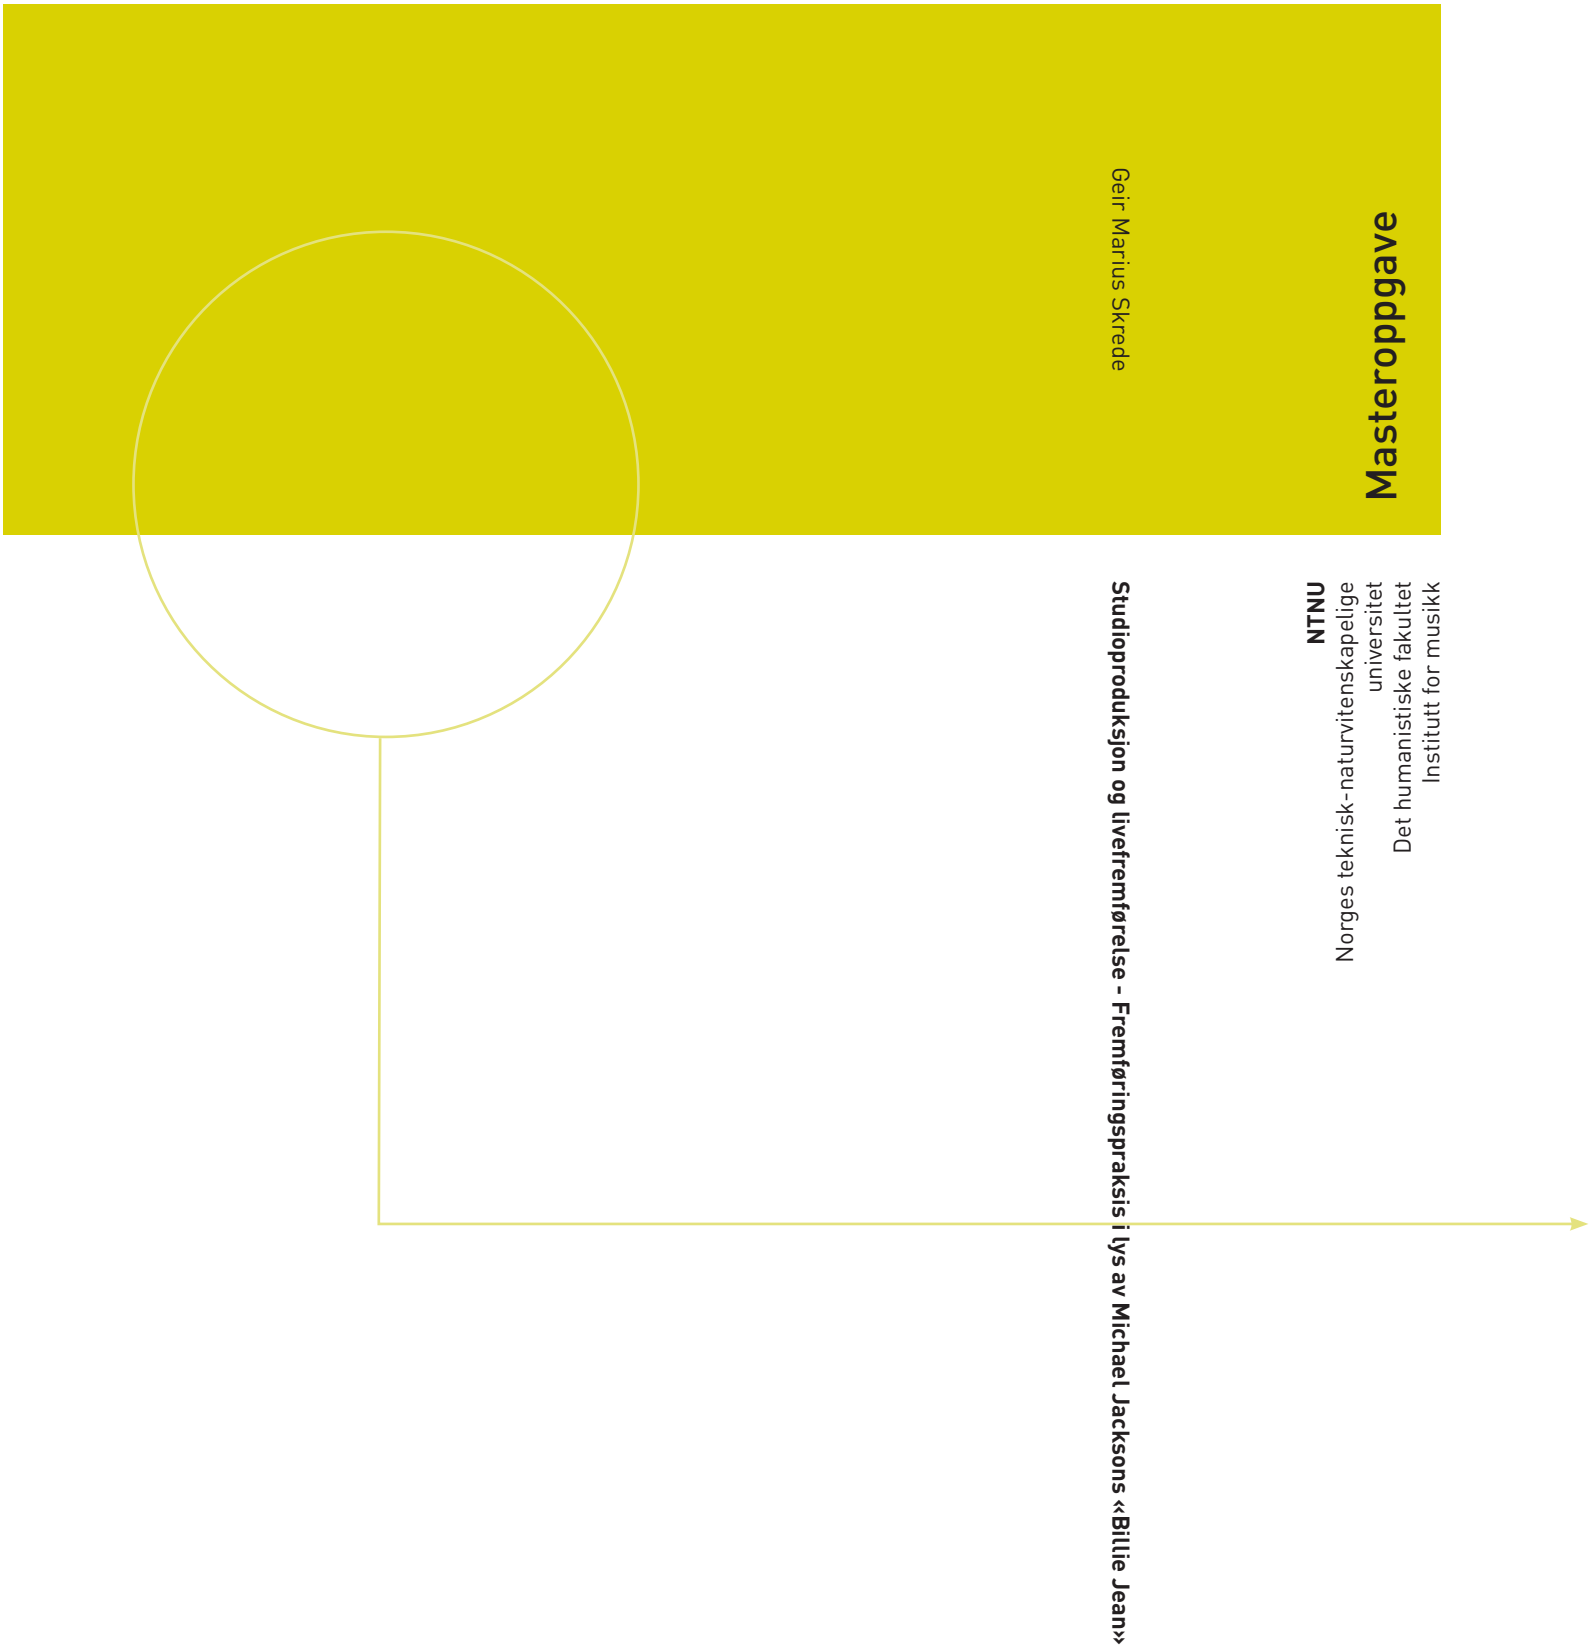 Masteroppgave
NTNU
Norges teknisk-naturvitenskapelige
universitet
Det humanistiske fakultet
Institutt for musikk
Geir Marius Skrede
Studioproduksjon og livefremførelse - Fremføringspraksis i lys av Michael Jacksons «Billie Jean»